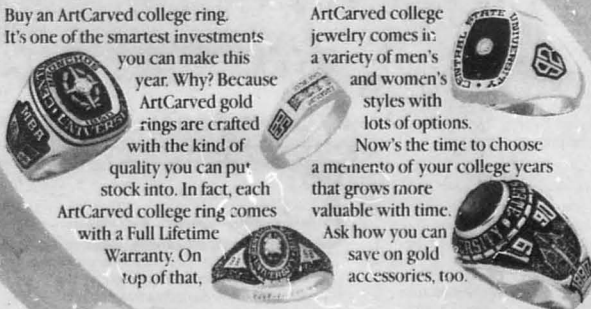 Buy an ArtCarved college ring.
It's one of the smartest investments
you can make this
year. Why? Because
ArtCarved gold
rings are crafted
with the kind of
quality you can put
stock into. In fact, each
ArtCarved college ring comes
with a Full Lifetime
Warranty. On
top of that,
ArtCarved college
jewelry comes in
a variety of men's
and women's
styles with
lots of options.
Now's the time to choose
a memento of your college years
that grows more
valuable with time.
Ask how you can
save on gold
accessories, too.
MBA
CENTRAL STATE UNIVERSITY